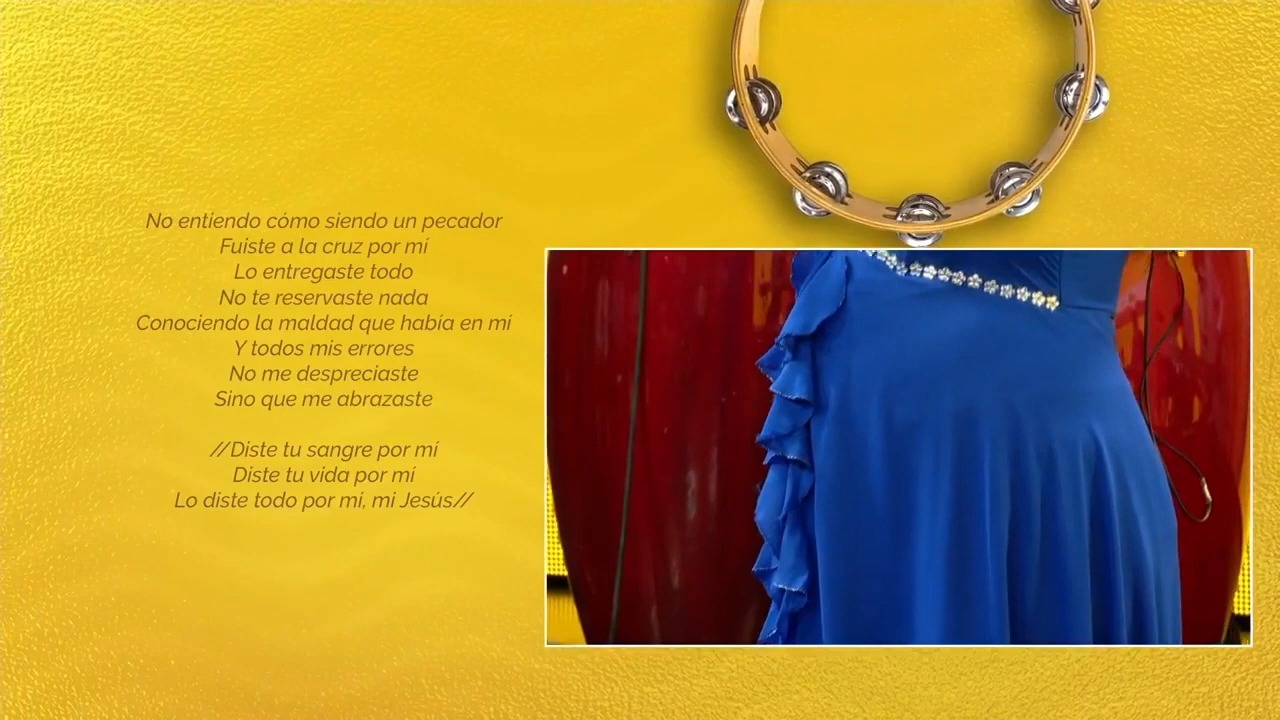 No entiendo cómo siendo un pecador
Fuiste a la cruz por mí
Lo entregaste todo
No te reservaste nada
Conociendo la maldad que había en mí
Y todos mis errores
No me despreciaste
Sino que me abrazaste
//Diste tu sangre por mí
Diste tu vida por mí
Lo diste todo por mí, mi Jesús//